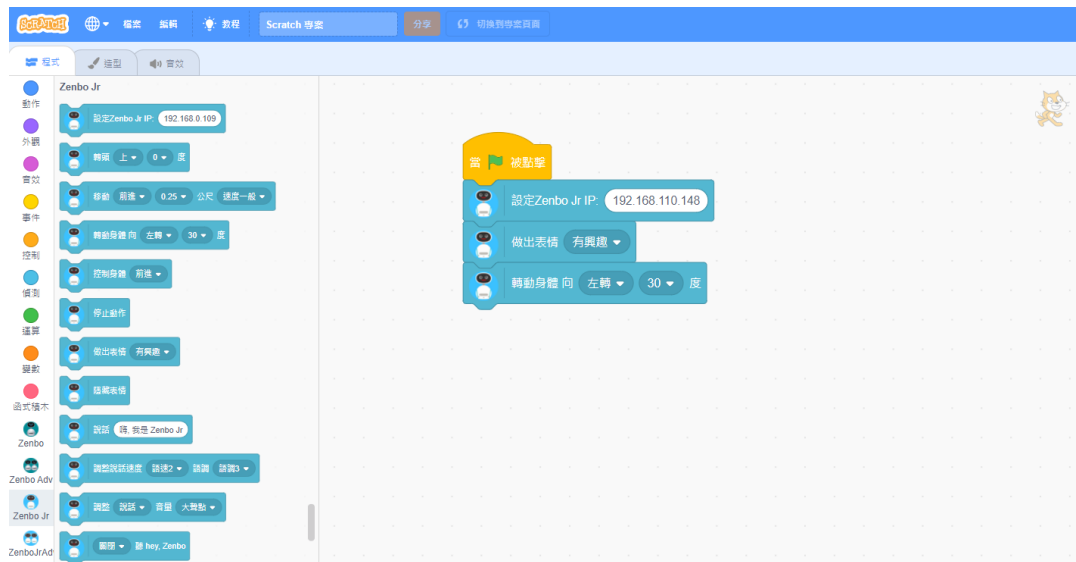 SCRATCH 檔案 編輯 教程 Scratch 專案 分享 切換到專案頁面
程式 造型 音效
動作
外觀
音效
事件
控制
偵測
運算
變數
函式積木
Zenbo
Zenbo Adv
Zenbo Jr
ZenboJrAd
Zenbo Jr
設定Zenbo Jr IP: 192.168.0.109
轉頭 上 0 度
移動 前進 0.25 公尺 速度一般
轉動身體 向 左轉 30 度
控制身體 前進
停止動作
做出表情 有興趣
隱藏表情
說話 嗨, 我是 Zenbo Jr
調整說話速度 語速2 語調 語調3
調整 說話 音量 大聲點
關閉 聽 hey, Zenbo
當 被點擊
設定Zenbo Jr IP: 192.168.110.148
做出表情 有興趣
轉動身體 向 左轉 30 度